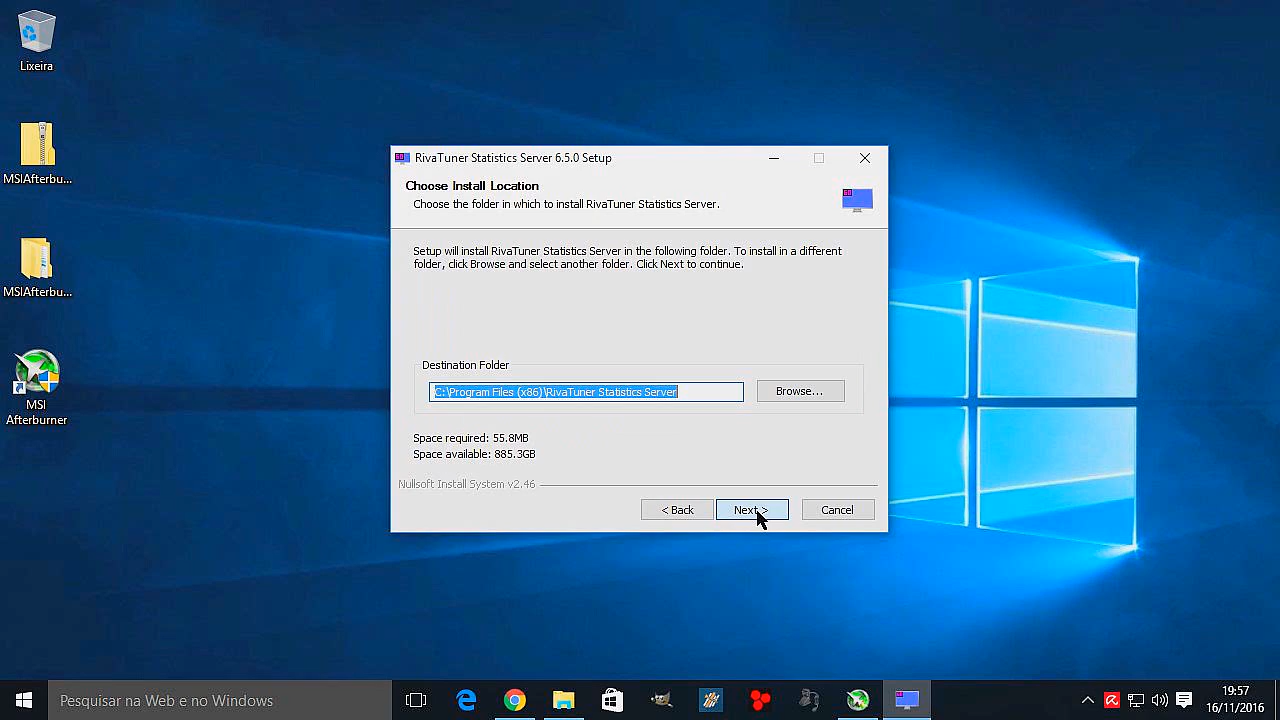 Lixeira
MSIAfterbu...
MSIAfterbu...
MSI
Afterburner
RivaTuner Statistics Server 6.5.0 Setup
Choose Install Location
Choose the folder in which to install RivaTuner Statistics Server.
60
Setup will install RivaTuner Statistics Server in the following folder. To install in a different
folder, click Browse and select another folder. Click Next to continue.
Destination Folder
C:\Program Files (x86)\RivaTuner Statistics Server
Browse...
Space required: 55.8MB
Space available: 885.3GB
Nullsoft Install System v2.46
< Back
Next >
Cancel
Pesquisar na Web e no Windows
19:57
16/11/2016